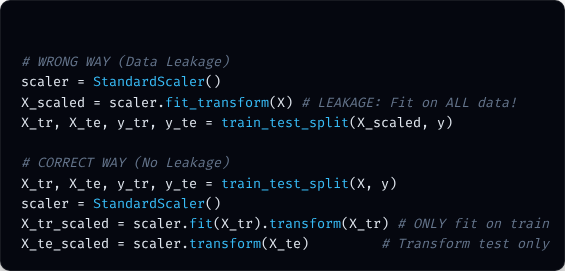 # WRONG WAY (Data Leakage)
scaler = StandardScaler()
X_scaled = scaler.fit_transform(X) # LEAKAGE: Fit on ALL data!
X_tr, X_te, y_tr, y_te = train_test_split(X_scaled, y)

# CORRECT WAY (No Leakage)
X_tr, X_te, y_tr, y_te = train_test_split(X, y)
scaler = StandardScaler()
X_tr_scaled = scaler.fit(X_tr).transform(X_tr) # ONLY fit on train
X_te_scaled = scaler.transform(X_te)         # Transform test only